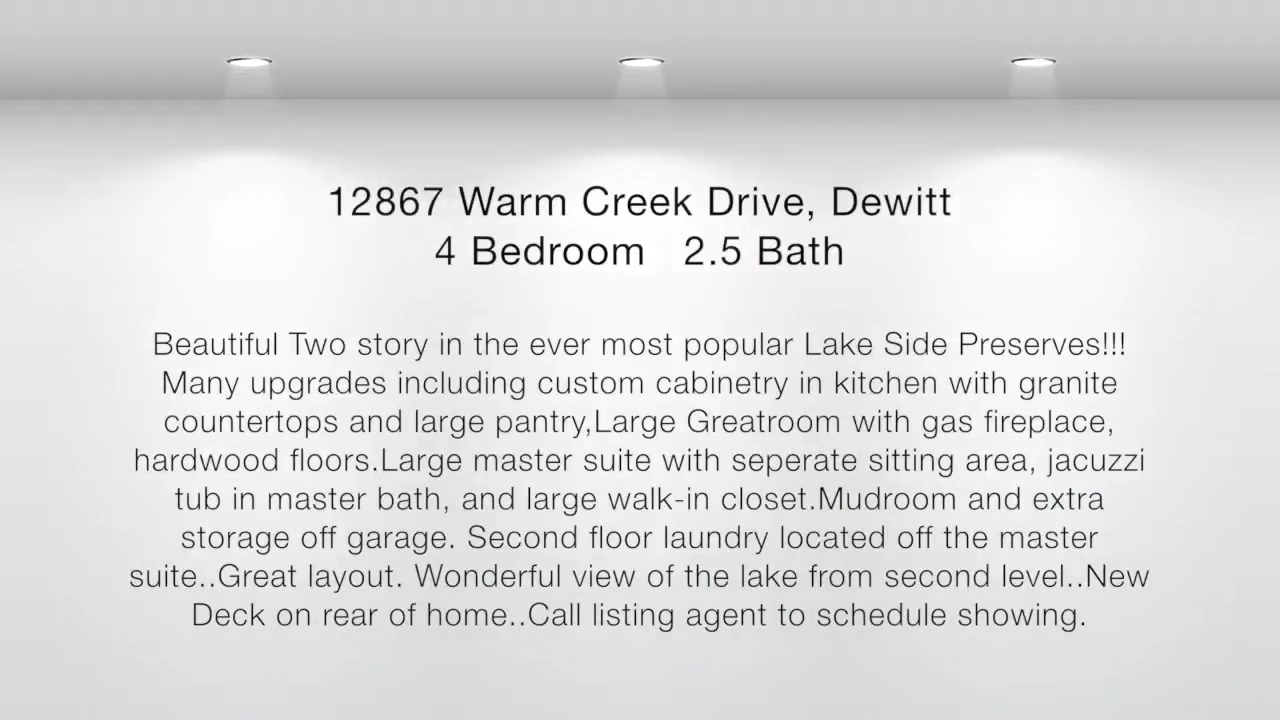 12867 Warm Creek Drive, Dewitt
4 Bedroom 2.5 Bath
Beautiful Two story in the ever most popular Lake Side Preserves!!!
Many upgrades including custom cabinetry in kitchen with granite
countertops and large pantry,Large Greatroom with gas fireplace,
hardwood floors.Large master suite with seperate sitting area, jacuzzi
tub in master bath, and large walk-in closet.Mudroom and extra
storage off garage. Second floor laundry located off the master
suite..Great layout. Wonderful view of the lake from second level..New
Deck on rear of home..Call listing agent to schedule showing.